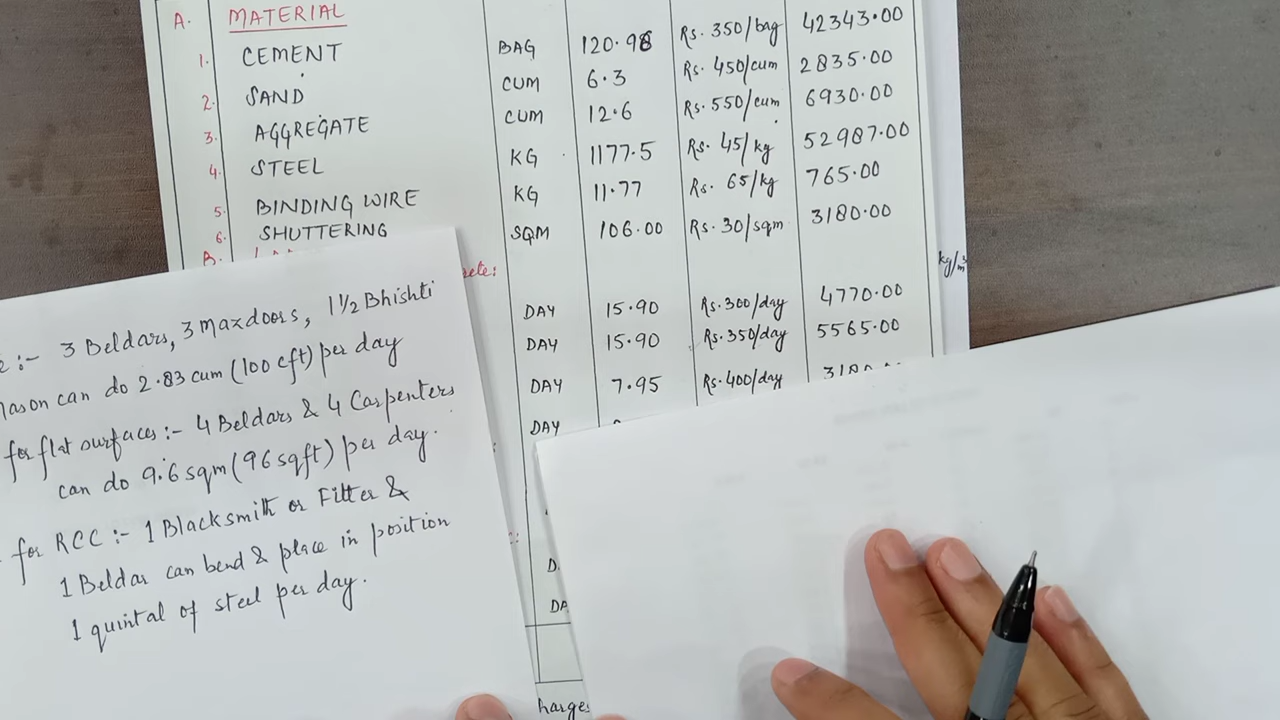 A. MATERIAL
1. CEMENT BAG 120.98 Rs. 350/bag 42343.00
2. SAND CUM 6.3 Rs. 450/cum 2835.00
3. AGGREGATE CUM 12.6 Rs. 550/cum 6930.00
4. STEEL KG 1177.5 Rs. 45/kg 52987.00
5. BINDING WIRE KG 11.77 Rs. 65/kg 765.00
6. SHUTTERING SQM 106.00 Rs. 30/sqm 3180.00
B.
kg/m3
DAY 15.90 Rs. 300/day 4770.00
DAY 15.90 Rs. 350/day 5565.00
DAY 7.95 Rs. 400/day
DAY
:- 3 Beldars, 3 Mazdoors, 1 1/2 Bhishti
Mason can do 2.83 cum (100 cft) per day
for flat surfaces:- 4 Beldars & 4 Carpenters
can do 9.6 sqm (96 sqft) per day.
for RCC:- 1 Blacksmith or Fitter &
1 Beldar can bend & place in position
1 quintal of steel per day.